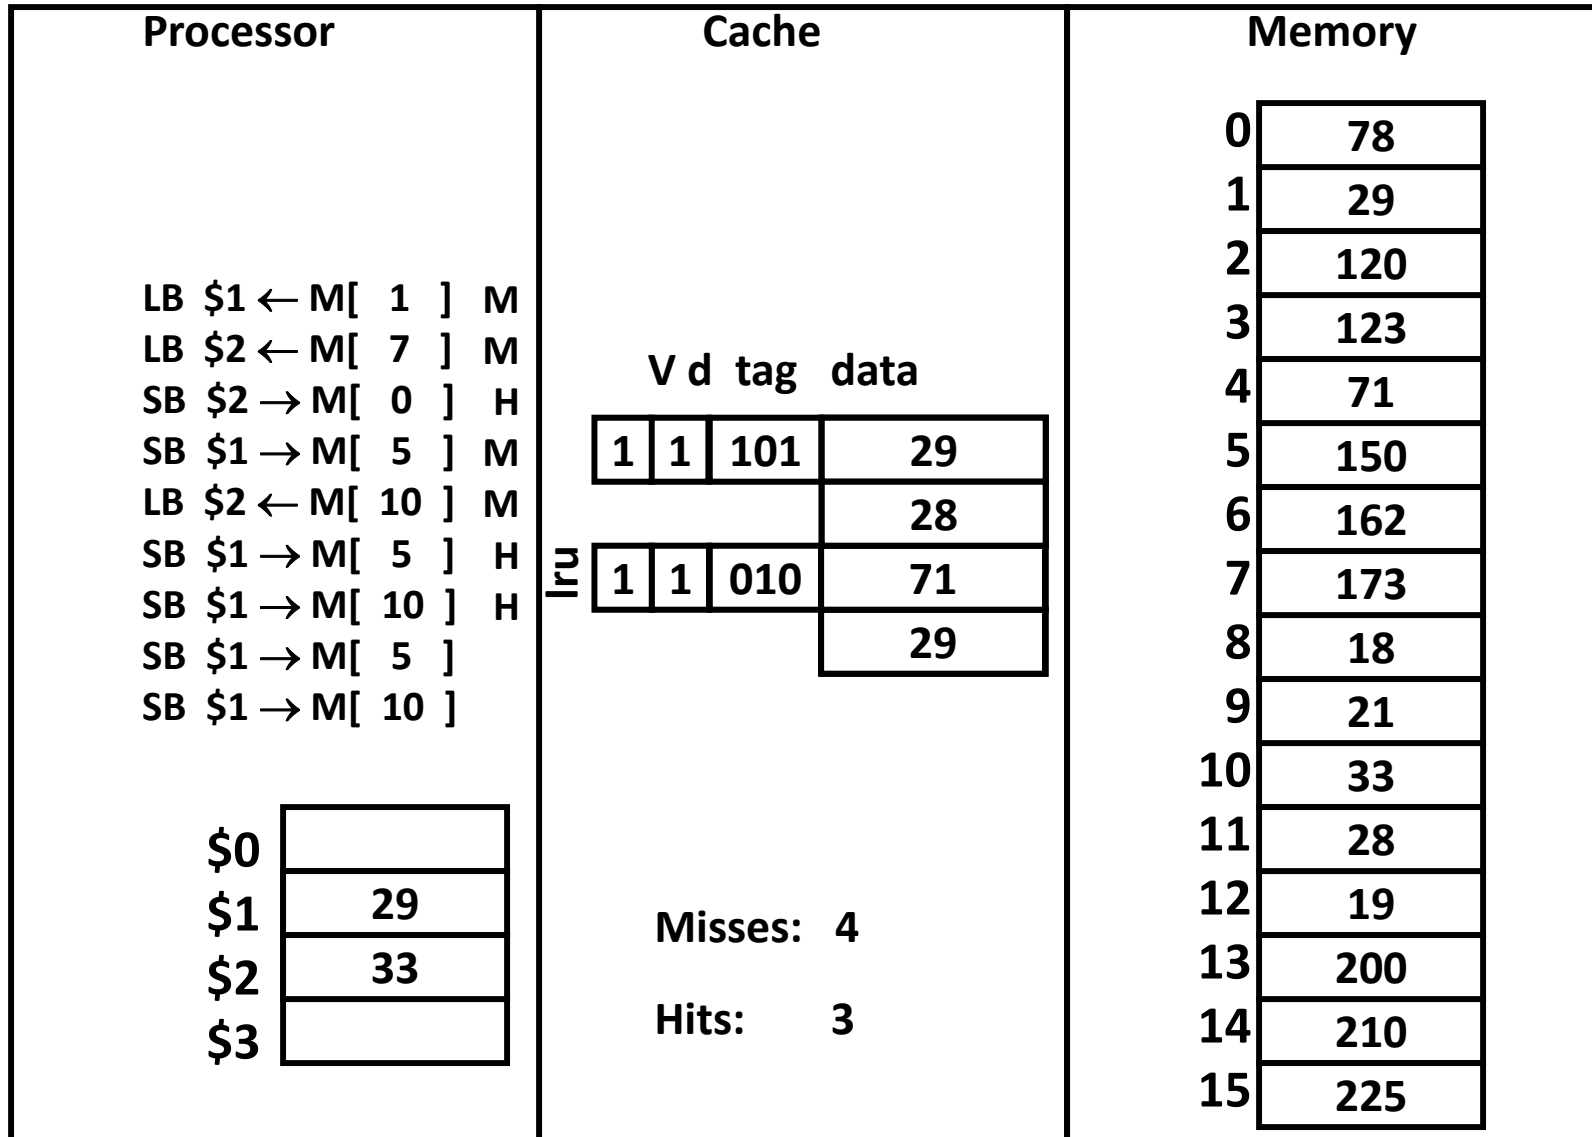 Processor
LB $1 ← M[ 1 ] M
LB $2 ← M[ 7 ] M
SB $2 → M[ 0 ] H
SB $1 → M[ 5 ] M
LB $2 ← M[ 10 ] M
SB $1 → M[ 5 ] H
SB $1 → M[ 10 ] H
SB $1 → M[ 5 ]
SB $1 → M[ 10 ]
$0
$1 29
$2 33
$3
Cache
V d tag data
1 1 101 29
28
lru 1 1 010 71
29
Misses: 4
Hits: 3
Memory
0 78
1 29
2 120
3 123
4 71
5 150
6 162
7 173
8 18
9 21
10 33
11 28
12 19
13 200
14 210
15 225